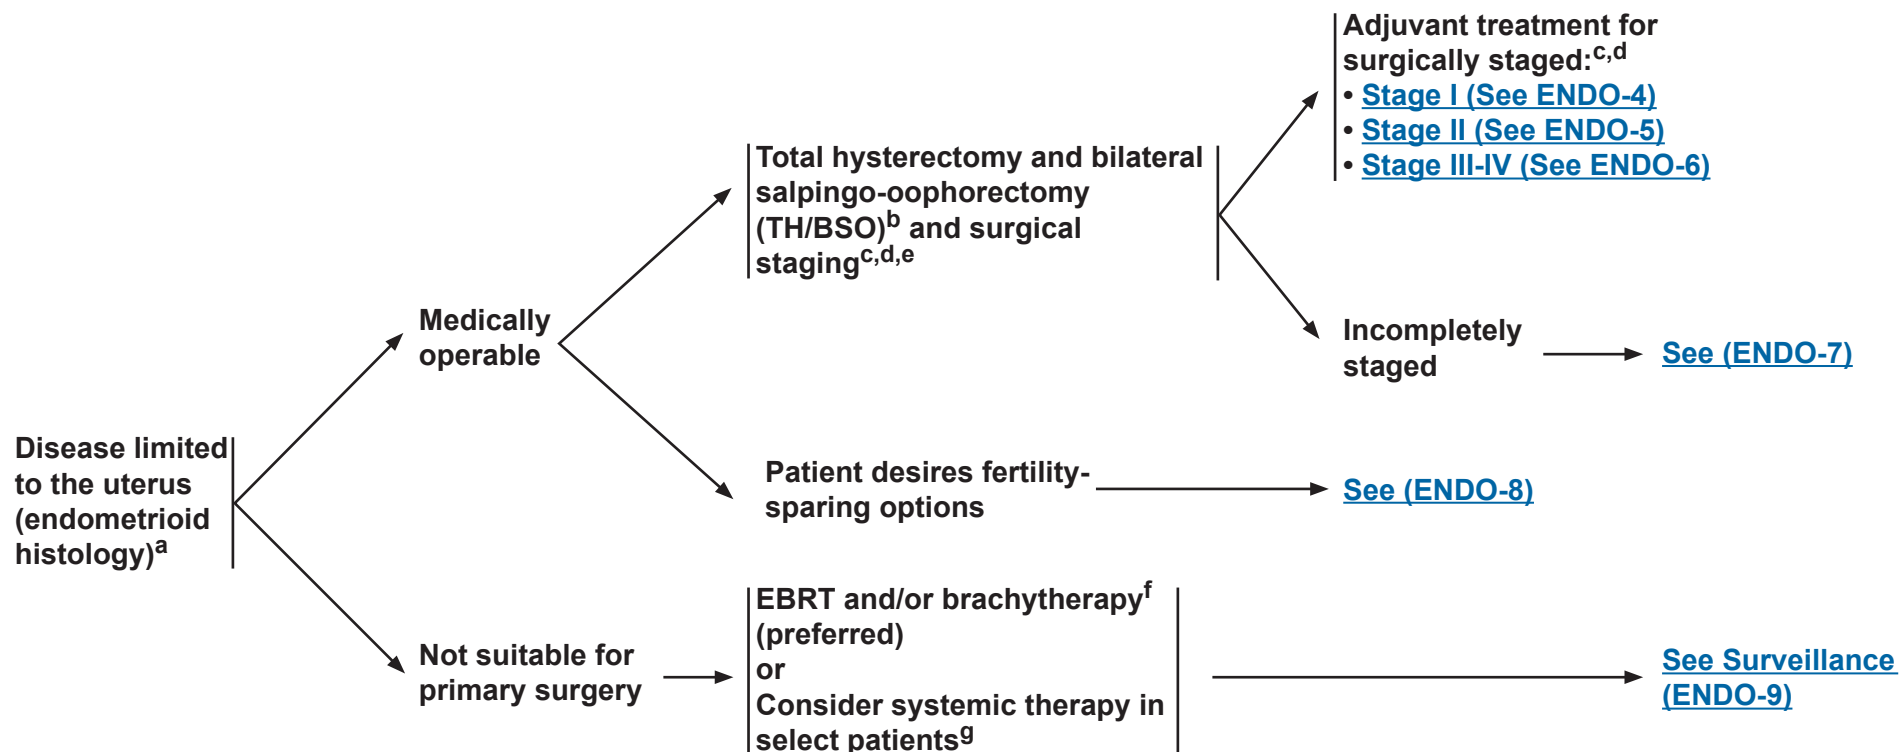 Disease limited
to the uterus
(endometrioid
histology)a
Medically
operable
Not suitable for
primary surgery
Total hysterectomy and bilateral
salpingo-oophorectomy
(TH/BSO)b and surgical
stagingc,d,e
Patient desires fertility-
sparing options
EBRT and/or brachytherapyf
(preferred)
or
Consider systemic therapy in
select patientsg
Adjuvant treatment for
surgically staged:c,d
• Stage I (See ENDO-4)
• Stage II (See ENDO-5)
• Stage III-IV (See ENDO-6)
Incompletely
staged
See (ENDO-7)
See (ENDO-8)
See Surveillance
(ENDO-9)